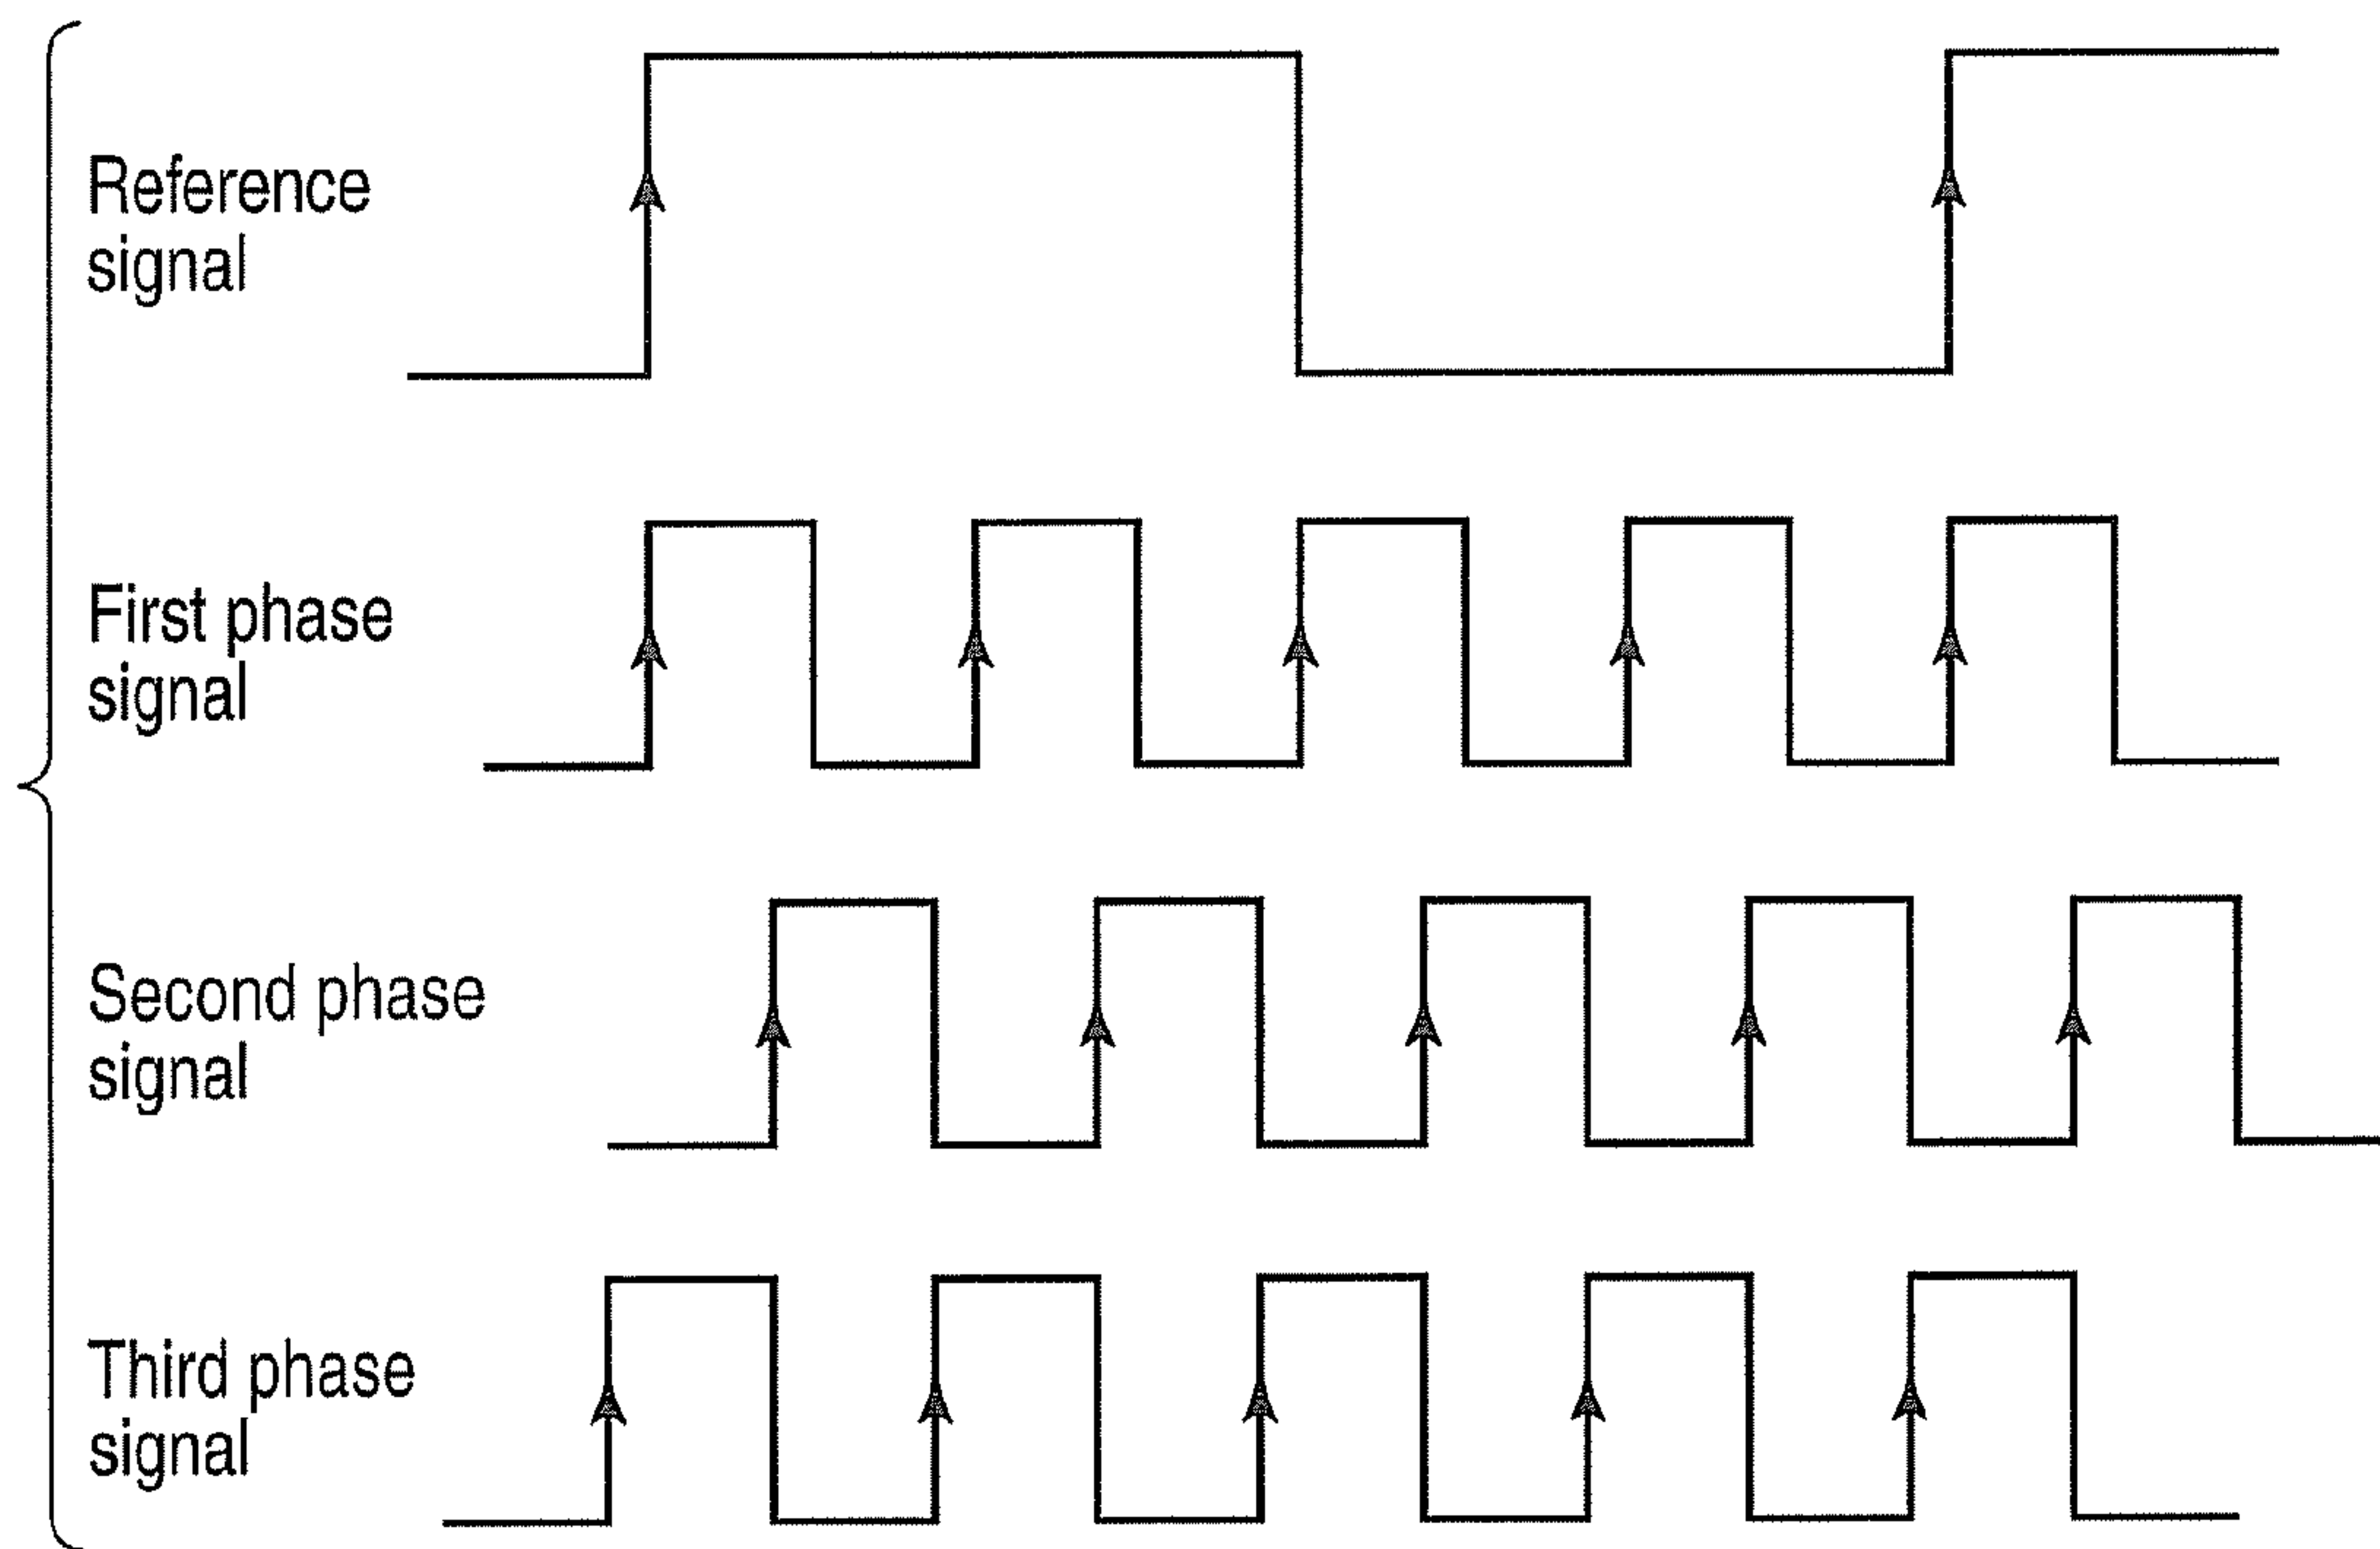 Reference
signal
First phase
signal
Second phase
signal
Third phase
signal